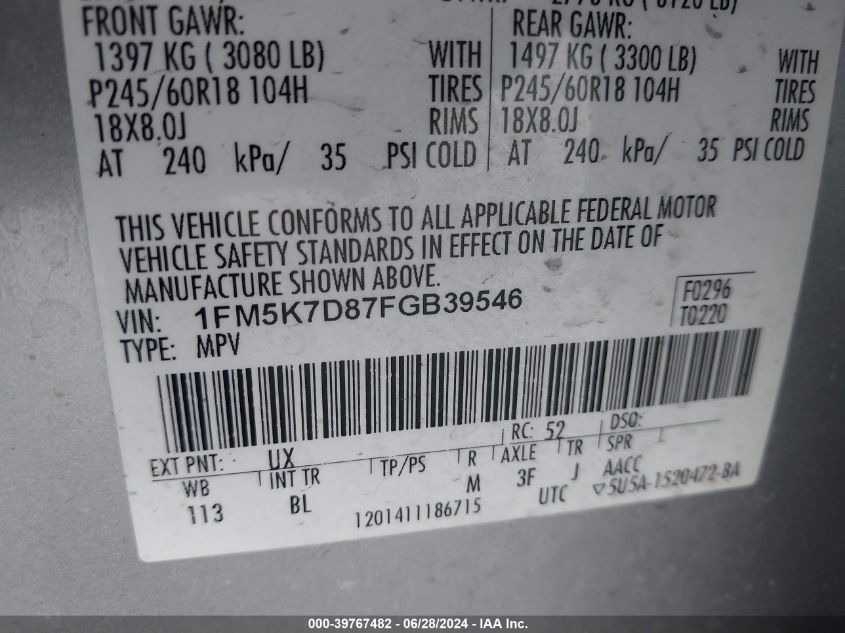 FRONT GAWR: REAR GAWR:
1397 KG ( 3080 LB) WITH 1497 KG ( 3300 LB) WITH
P245/60R18 104H TIRES P245/60R18 104H TIRES
18X8.0J RIMS 18X8.0J RIMS
AT 240 kPa/ 35 PSI COLD AT 240 kPa/ 35 PSI COLD
THIS VEHICLE CONFORMS TO ALL APPLICABLE FEDERAL MOTOR
VEHICLE SAFETY STANDARDS IN EFFECT ON THE DATE OF
MANUFACTURE SHOWN ABOVE.
VIN: 1FM5K7D87FGB39546 F0296
TYPE: MPV T0220
EXT PNT: UX RC: 52 DSO:
WB INT TR TP/PS R AXLE TR SPR
113 BL M 3F J AACC
1201411186715 UTC ▽5U5A-1520472-BA
000-39767482 - 06/28/2024 - IAA Inc.